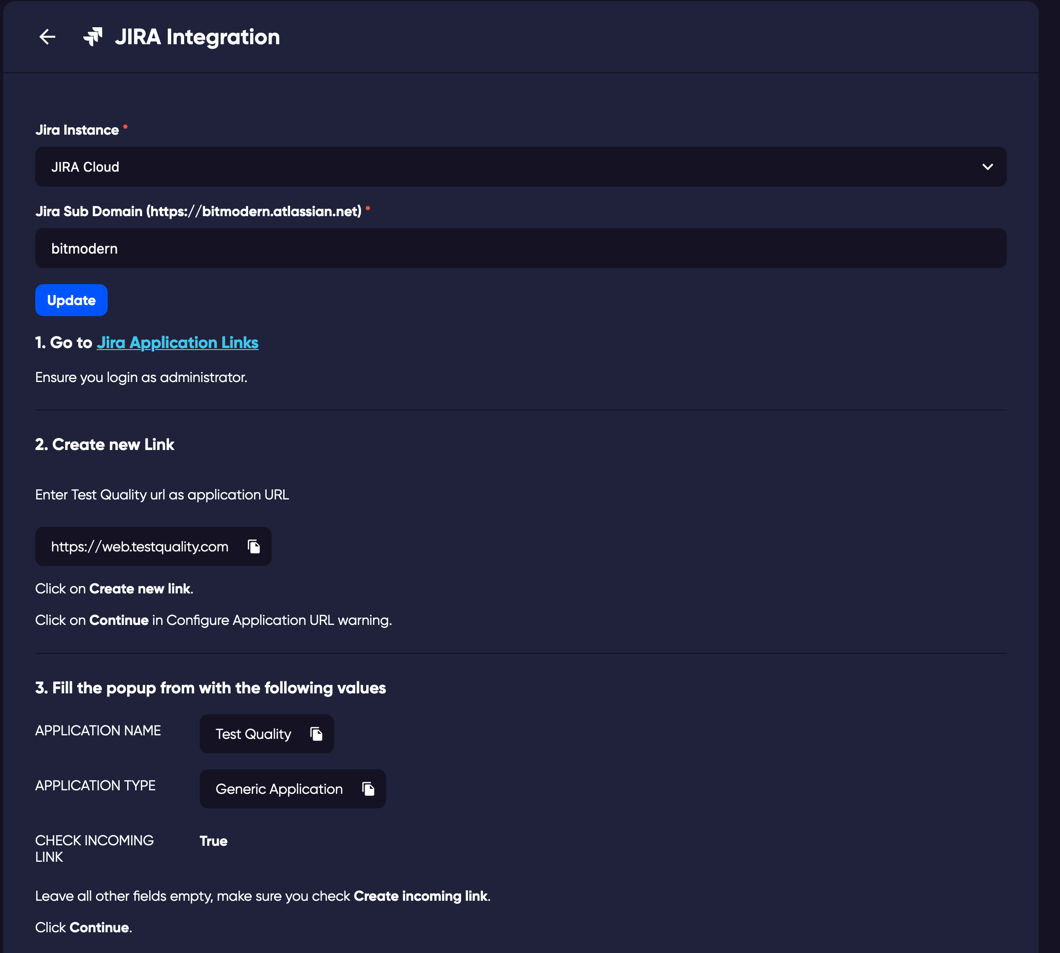 JIRA Integration
Jira Instance *
JIRA Cloud
Jira Sub Domain (https://bitmodern.atlassian.net) *
bitmodern
Update
1. Go to Jira Application Links
Ensure you login as administrator.
2. Create new Link
Enter Test Quality url as application URL
https://web.testquality.com
Click on Create new link.
Click on Continue in Configure Application URL warning.
3. Fill the popup from with the following values
APPLICATION NAME
Test Quality
APPLICATION TYPE
Generic Application
CHECK INCOMING
LINK
True
Leave all other fields empty, make sure you check Create incoming link.
Click Continue.